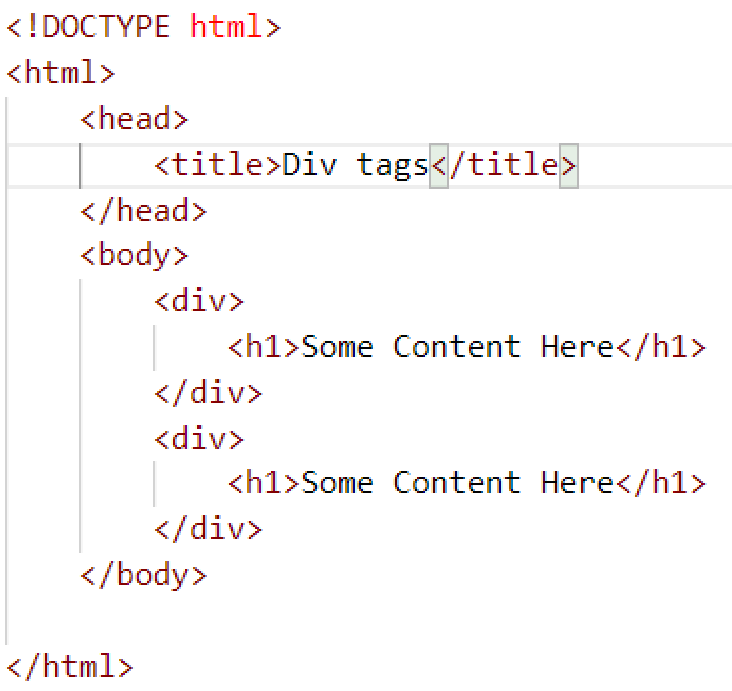 <!DOCTYPE html>
<html>
<head>
<title>Div tags</title>
</head>
<body>
<div>
<h1>Some Content Here</h1>
</div>
<div>
<h1>Some Content Here</h1>
</div>
</body>
</html>